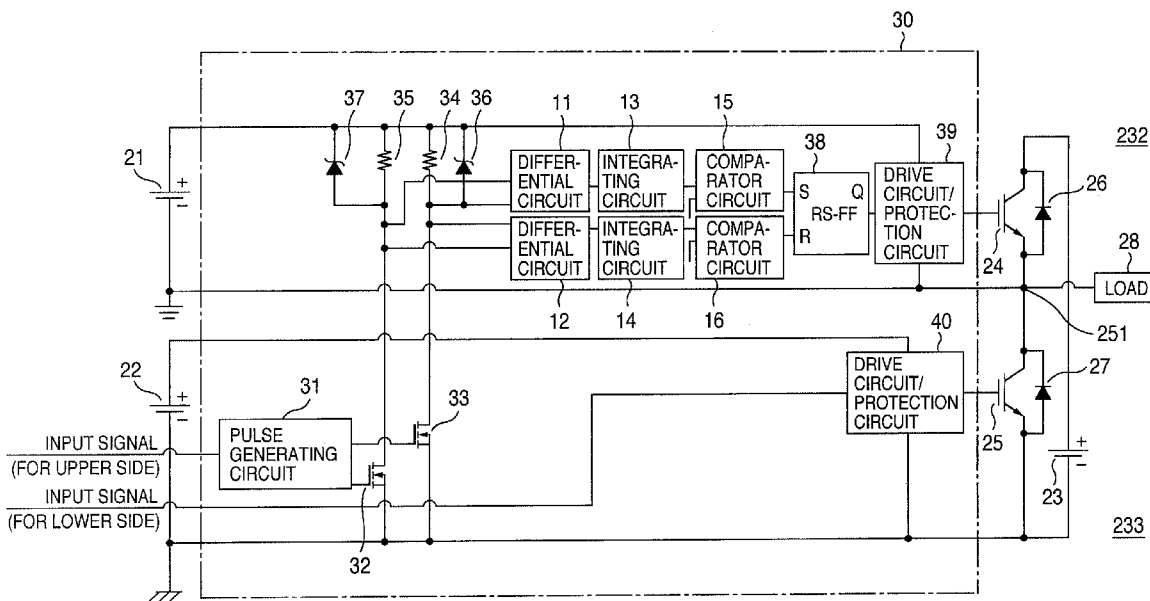 30
37
35
34
36
11
13
15
38
39
232
21
+
−
DIFFER-
ENTIAL
CIRCUIT
INTEGRA-
TING
CIRCUIT
COMPA-
RATOR
CIRCUIT
S
Q
RS-FF
R
DRIVE
CIRCUIT/
PROTEC-
TION
CIRCUIT
26
24
28
LOAD
DIFFER-
ENTIAL
CIRCUIT
INTEGRA-
TING
CIRCUIT
COMPA-
RATOR
CIRCUIT
12
14
16
251
22
+
−
31
33
40
DRIVE
CIRCUIT/
PROTECTION
CIRCUIT
27
25
PULSE
GENERATING
CIRCUIT
INPUT SIGNAL
(FOR UPPER SIDE)
INPUT SIGNAL
(FOR LOWER SIDE)
32
+
−
23
233